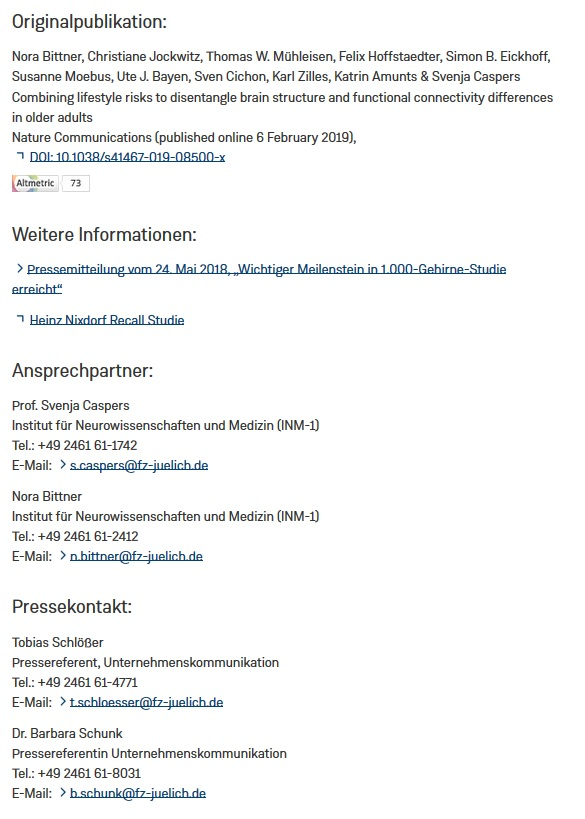 Originalpublikation:
Nora Bittner, Christiane Jockwitz, Thomas W. Mühleisen, Felix Hoffstaedter, Simon B. Eickhoff,
Susanne Moebus, Ute J. Bayen, Sven Cichon, Karl Zilles, Katrin Amunts & Svenja Caspers
Combining lifestyle risks to disentangle brain structure and functional connectivity differences
in older adults
Nature Communications (published online 6 February 2019),
DOI: 10.1038/s41467-019-08500-x
Altmetric 73
Weitere Informationen:
Pressemitteilung vom 24. Mai 2018, „Wichtiger Meilenstein in 1.000-Gehirne-Studie
erreicht“
Heinz Nixdorf Recall Studie
Ansprechpartner:
Prof. Svenja Caspers
Institut für Neurowissenschaften und Medizin (INM-1)
Tel.: +49 2461 61-1742
E-Mail: s.caspers@fz-juelich.de
Nora Bittner
Institut für Neurowissenschaften und Medizin (INM-1)
Tel.: +49 2461 61-2412
E-Mail: n.bittner@fz-juelich.de
Pressekontakt:
Tobias Schlößer
Pressereferent, Unternehmenskommunikation
Tel.: +49 2461 61-4771
E-Mail: t.schloesser@fz-juelich.de
Dr. Barbara Schunk
Pressereferentin Unternehmenskommunikation
Tel.: +49 2461 61-8031
E-Mail: b.schunk@fz-juelich.de